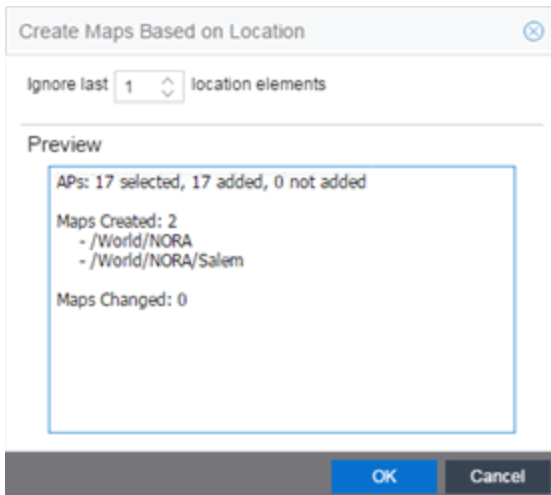 Create Maps Based on Location
Ignore last 1 location elements
Preview
APs: 17 selected, 17 added, 0 not added
Maps Created: 2
- /World/NORA
- /World/NORA/Salem
Maps Changed: 0
OK Cancel